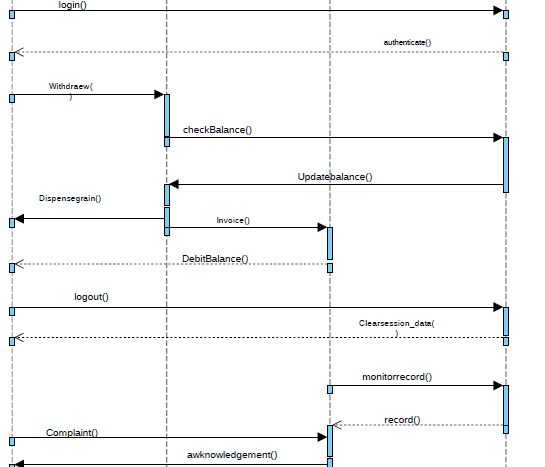 login()
authenticate()
Withdraew(
)
checkBalance()
Updatebalance()
Dispensegrain()
Invoice()
DebitBalance()
logout()
Clearsession_data(
)
monitorrecord()
record()
Complaint()
awknowledgement()